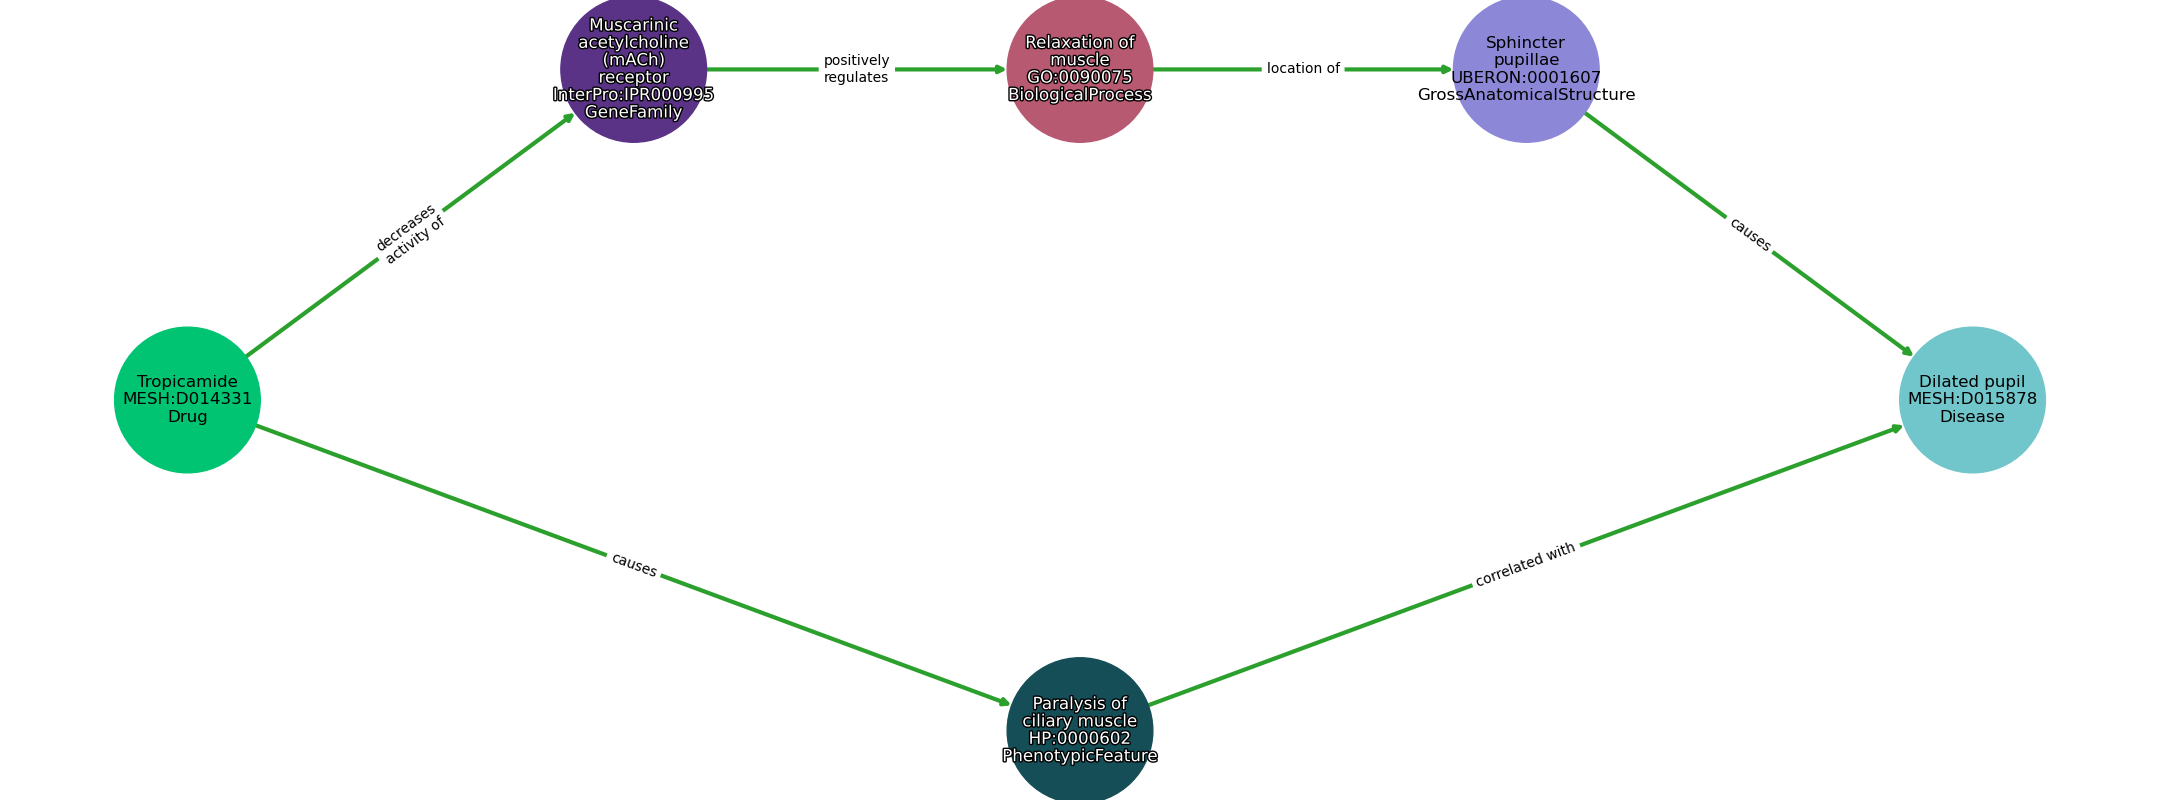 Muscarinic
acetylcholine
(mACh)
receptor
InterPro:IPR000995
GeneFamily
positively
regulates
Relaxation of
muscle
GO:0090075
BiologicalProcess
location of
Sphincter
pupillae
UBERON:0001607
GrossAnatomicalStructure
decreases
activity of
causes
Tropicamide
MESH:D014331
Drug
Dilated pupil
MESH:D015878
Disease
causes
correlated with
Paralysis of
ciliary muscle
HP:0000602
PhenotypicFeature